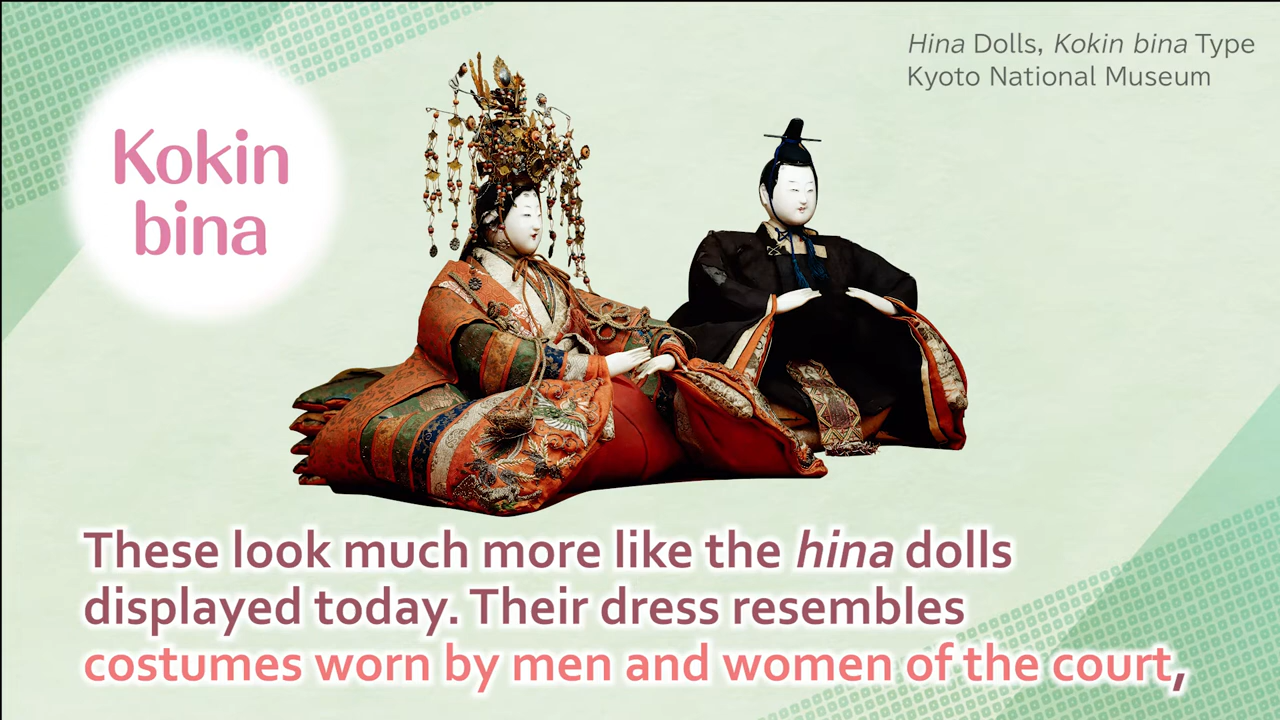 Hina Dolls, Kokin bina Type
Kyoto National Museum
Kokin
bina
These look much more like the hina dolls
displayed today. Their dress resembles
costumes worn by men and women of the court,